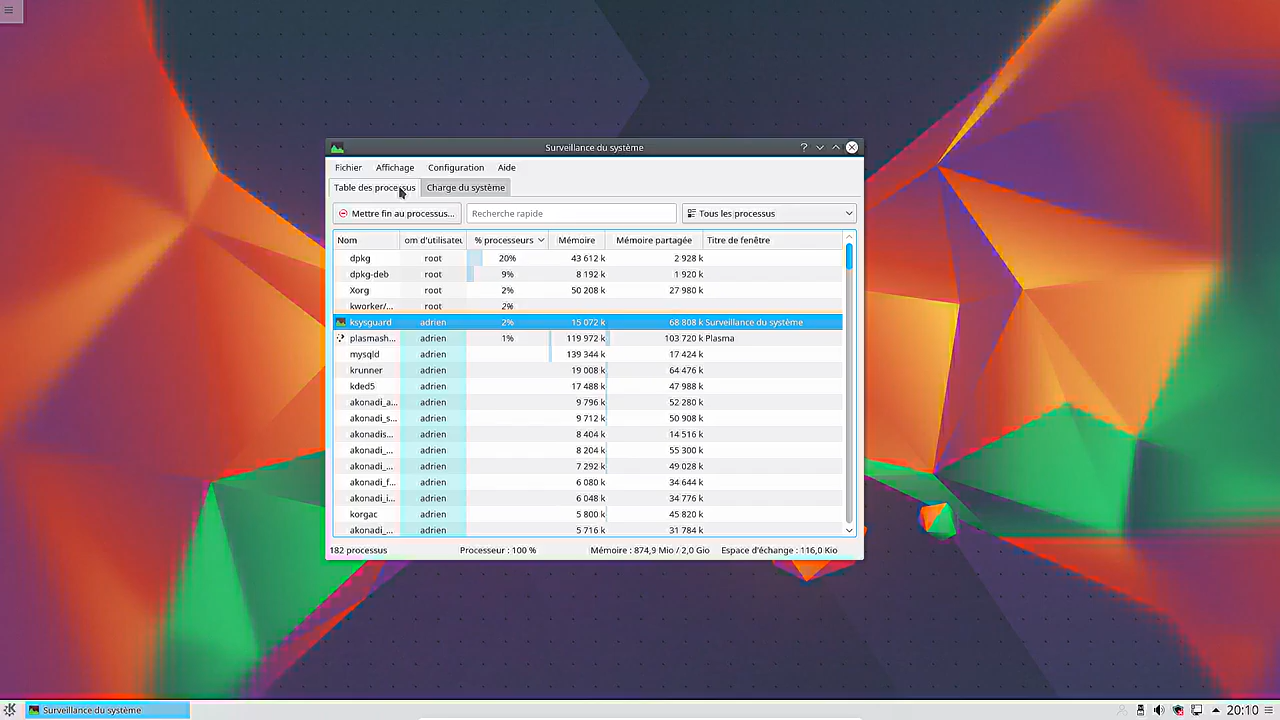 Surveillance du système
Fichier Affichage Configuration Aide
Table des processus Charge du système
Mettre fin au processus... Recherche rapide Tous les processus
Nom om d'utilisateu % processeurs Mémoire Mémoire partagée Titre de fenêtre
dpkg root 20% 43 612 k 2 928 k
dpkg-deb root 9% 8 192 k 1 920 k
Xorg root 2% 50 208 k 27 980 k
kworker/... root 2%
ksysguard adrien 2% 15 072 k 68 808 k Surveillance du système
plasmash... adrien 1% 119 972 k 103 720 k Plasma
mysqld adrien 139 344 k 17 424 k
krunner adrien 19 008 k 64 476 k
kded5 adrien 17 488 k 47 988 k
akonadi_a... adrien 9 796 k 52 280 k
akonadi_s... adrien 9 712 k 50 908 k
akonadis... adrien 8 404 k 14 516 k
akonadi_... adrien 8 204 k 55 300 k
akonadi_... adrien 7 292 k 49 028 k
akonadi_f... adrien 6 080 k 34 644 k
akonadi_i... adrien 6 048 k 34 776 k
korgac adrien 5 800 k 45 820 k
akonadi_... adrien 5 716 k 31 784 k
182 processus Processeur : 100 % Mémoire : 874,9 Mio / 2,0 Gio Espace d'échange : 116,0 Kio
Surveillance du système 20:10